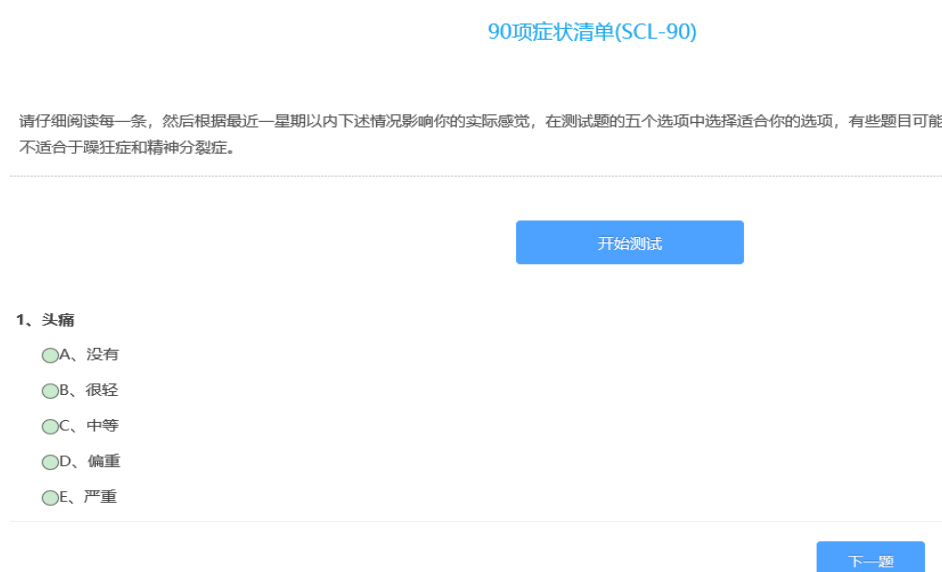 90项症状清单(SCL-90)
请仔细阅读每一条，然后根据最近一星期以内下述情况影响你的实际感觉，在测试题的五个选项中选择适合你的选项，有些题目可能
不适合于躁狂症和精神分裂症。
开始测试
1、头痛
A、没有
B、很轻
C、中等
D、偏重
E、严重
下一题